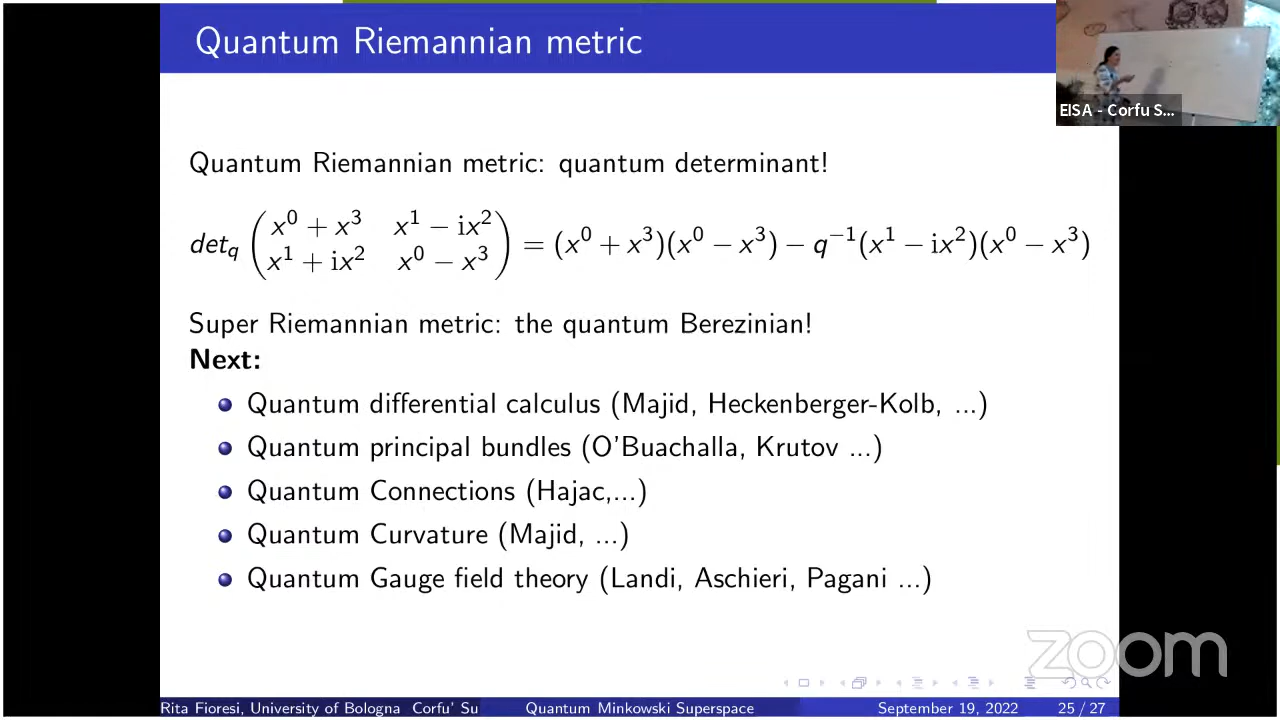 Quantum Riemannian metric
EISA - Corfu S...
Quantum Riemannian metric: quantum determinant!
det_q ( x^0 + x^3   x^1 − ix^2 ; x^1 + ix^2   x^0 − x^3 ) = (x^0 + x^3)(x^0 − x^3) − q^{−1}(x^1 − ix^2)(x^0 − x^3)
Super Riemannian metric: the quantum Berezinian!
Next:
Quantum differential calculus (Majid, Heckenberger-Kolb, ...)
Quantum principal bundles (O'Buachalla, Krutov ...)
Quantum Connections (Hajac,...)
Quantum Curvature (Majid, ...)
Quantum Gauge field theory (Landi, Aschieri, Pagani ...)
zoom
Rita Fioresi, University of Bologna Corfu' Su Quantum Minkowski Superspace September 19, 2022 25 / 27